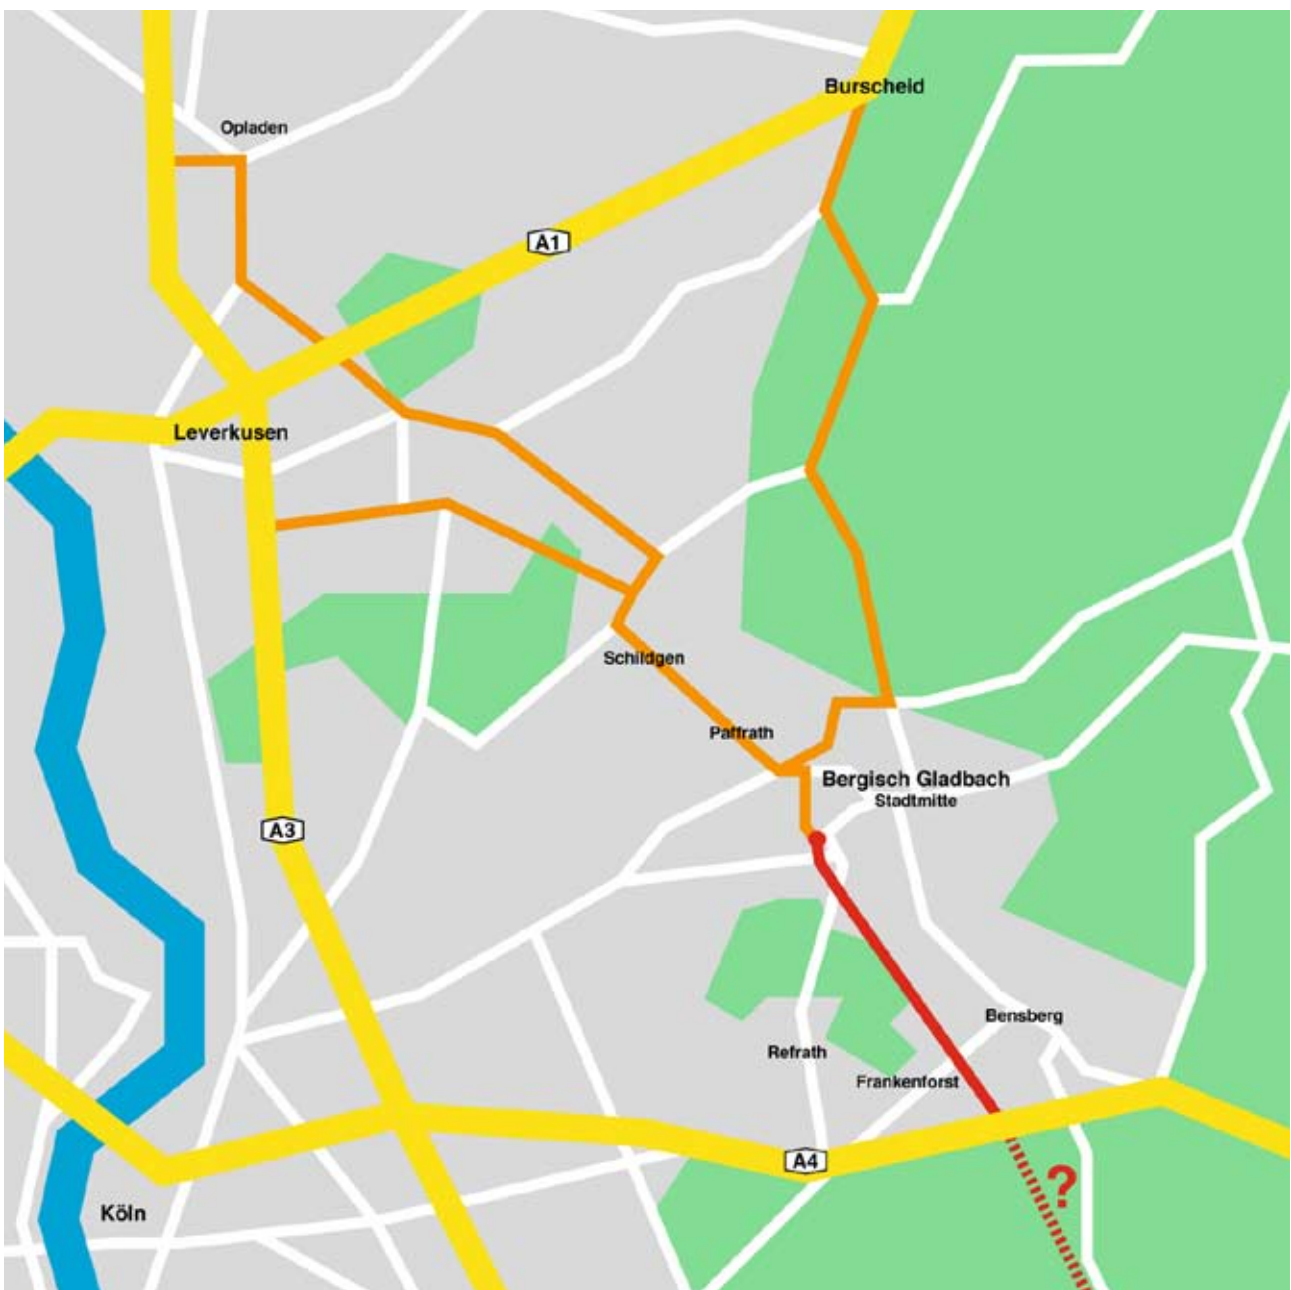 Burscheid
Opladen
A1
Leverkusen
Schildgen
Paffrath
Bergisch Gladbach
Stadtmitte
A3
Bensberg
Refrath
Frankenforst
A4
?
Köln